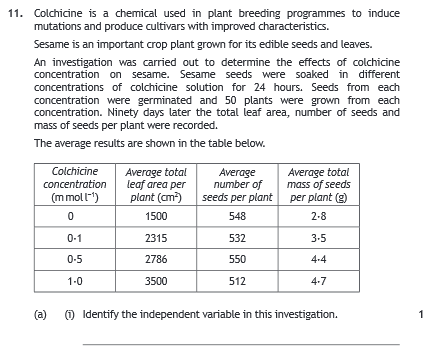 11. Colchicine is a chemical used in plant breeding programmes to induce
mutations and produce cultivars with improved characteristics.
Sesame is an important crop plant grown for its edible seeds and leaves.
An investigation was carried out to determine the effects of colchicine
concentration on sesame. Sesame seeds were soaked in different
concentrations of colchicine solution for 24 hours. Seeds from each
concentration were germinated and 50 plants were grown from each
concentration. Ninety days later the total leaf area, number of seeds and
mass of seeds per plant were recorded.
The average results are shown in the table below.
Colchicine concentration (m mol l⁻¹) Average total leaf area per plant (cm²) Average number of seeds per plant Average total mass of seeds per plant (g)
0 1500 548 2·8
0·1 2315 532 3·5
0·5 2786 550 4·4
1·0 3500 512 4·7
(a) (i) Identify the independent variable in this investigation. 1